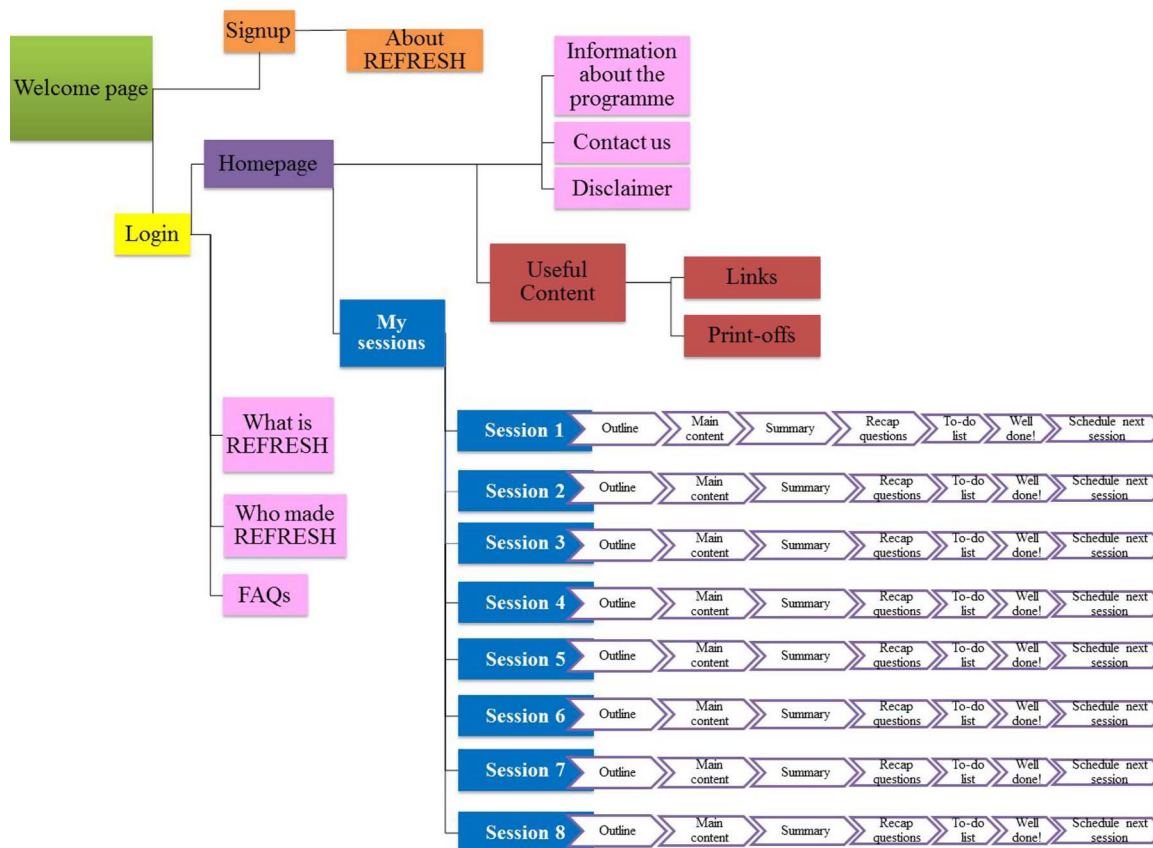 Signup
About
REFRESH
Welcome page
Information
about the
programme
Contact us
Homepage
Disclaimer
Login
Useful
Content
Links
Print-offs
My
sessions
What is
REFRESH
Who made
REFRESH
FAQs
Session 1
Outline
Main
content
Summary
Recap
questions
To-do
list
Well
done!
Schedule next
session
Session 2
Outline
Main
content
Summary
Recap
questions
To-do
list
Well
done!
Schedule next
session
Session 3
Outline
Main
content
Summary
Recap
questions
To-do
list
Well
done!
Schedule next
session
Session 4
Outline
Main
content
Summary
Recap
questions
To-do
list
Well
done!
Schedule next
session
Session 5
Outline
Main
content
Summary
Recap
questions
To-do
list
Well
done!
Schedule next
session
Session 6
Outline
Main
content
Summary
Recap
questions
To-do
list
Well
done!
Schedule next
session
Session 7
Outline
Main
content
Summary
Recap
questions
To-do
list
Well
done!
Schedule next
session
Session 8
Outline
Main
content
Summary
Recap
questions
To-do
list
Well
done!
Schedule next
session